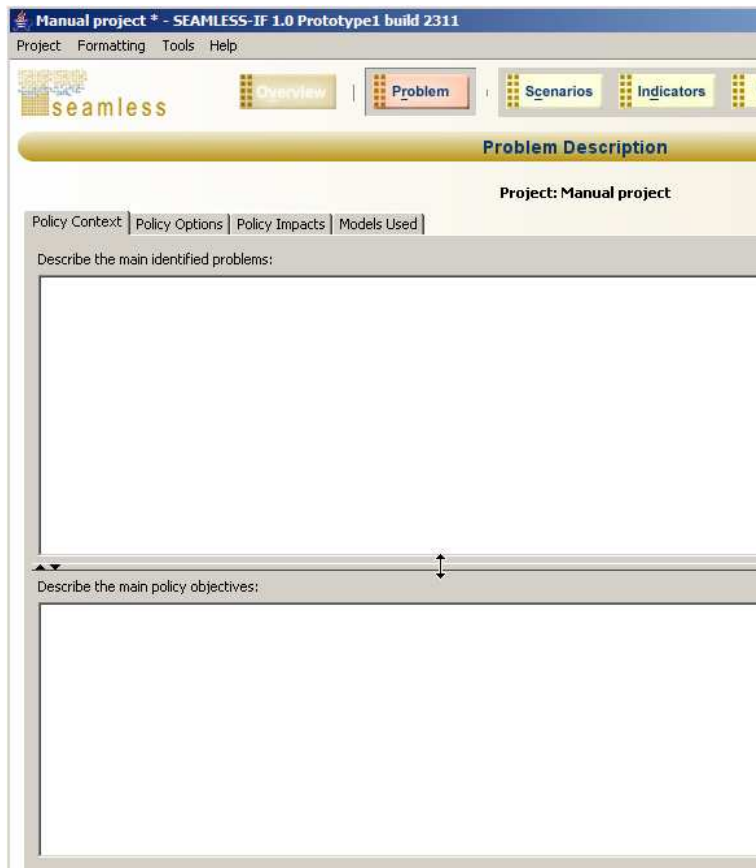 Manual project * - SEAMLESS-IF 1.0 Prototype1 build 2311
Project Formatting Tools Help
seamless Overview Problem Scenarios Indicators
Problem Description
Project: Manual project
Policy Context Policy Options Policy Impacts Models Used
Describe the main identified problems:
Describe the main policy objectives: